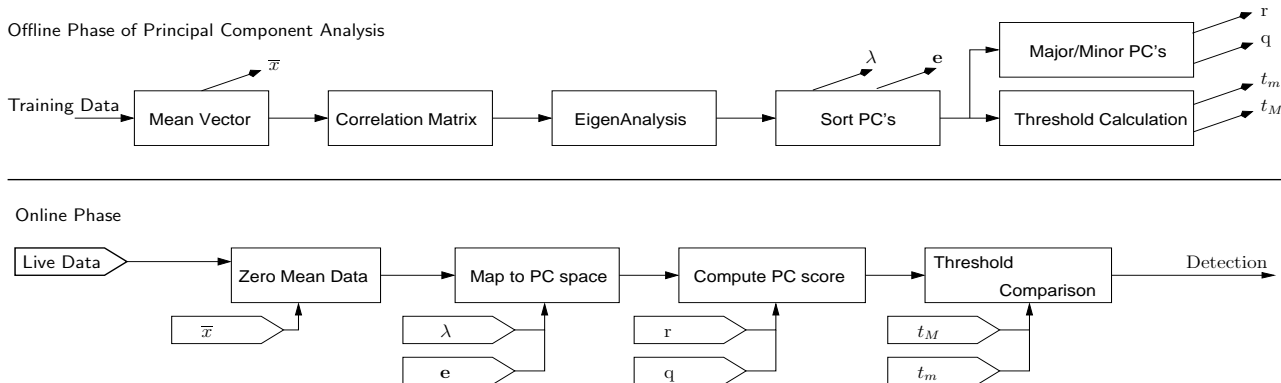 Offline Phase of Principal Component Analysis
x̅
λ
e
r
q
Major/Minor PC's
Training Data
Mean Vector
Correlation Matrix
EigenAnalysis
Sort PC's
Threshold Calculation
t_m
t_M
Online Phase
Live Data
Zero Mean Data
Map to PC space
Compute PC score
Threshold
Comparison
Detection
x̅
λ
r
t_M
e
q
t_m